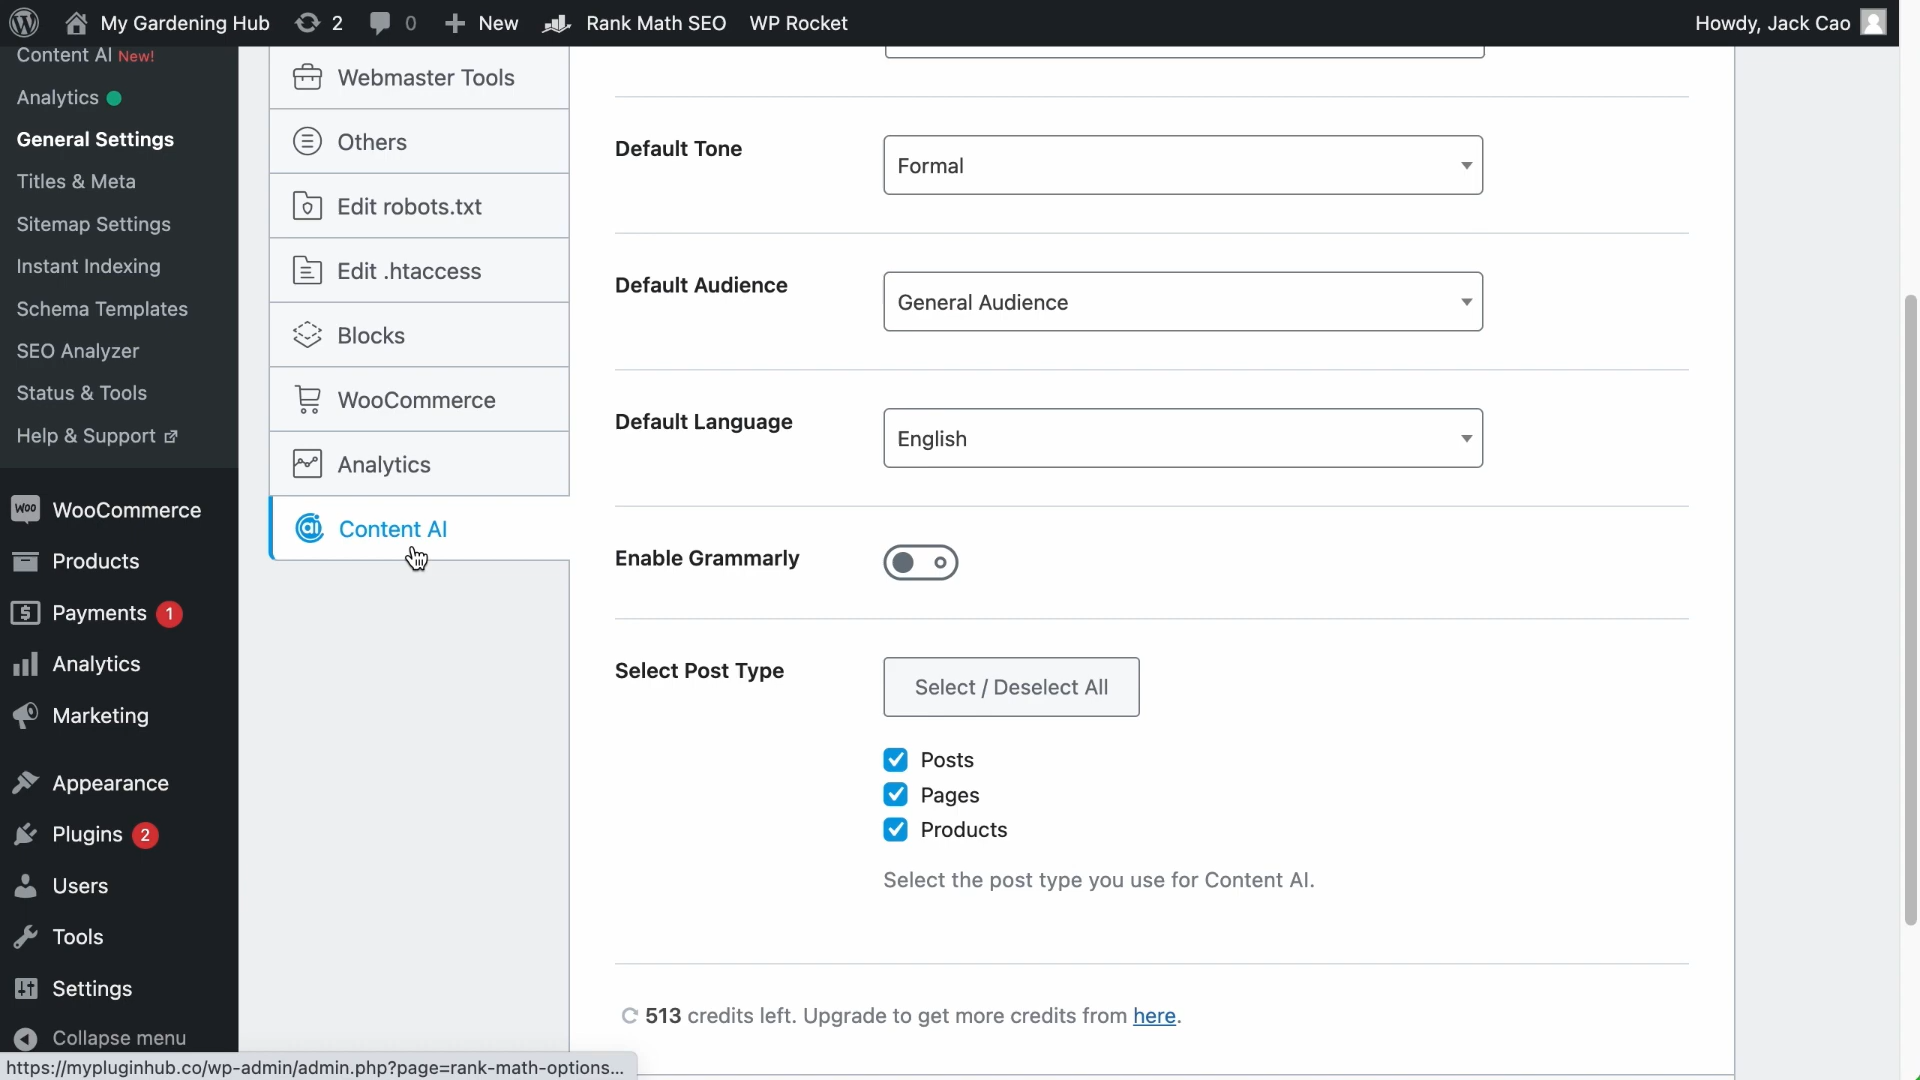 My Gardening Hub 2 0 New Rank Math SEO WP Rocket Howdy, Jack Cao
Content AI New!
Analytics
General Settings
Titles & Meta
Sitemap Settings
Instant Indexing
Schema Templates
SEO Analyzer
Status & Tools
Help & Support
Woo WooCommerce
Products
Payments 1
Analytics
Marketing
Appearance
Plugins 2
Users
Tools
Settings
Collapse menu
Webmaster Tools
Others
Edit robots.txt
Edit .htaccess
Blocks
WooCommerce
Analytics
Content AI
Default Tone
Formal
Default Audience
General Audience
Default Language
English
Enable Grammarly
Select Post Type
Select / Deselect All
Posts
Pages
Products
Select the post type you use for Content AI.
513 credits left. Upgrade to get more credits from here.
https://mypluginhub.co/wp-admin/admin.php?page=rank-math-options...